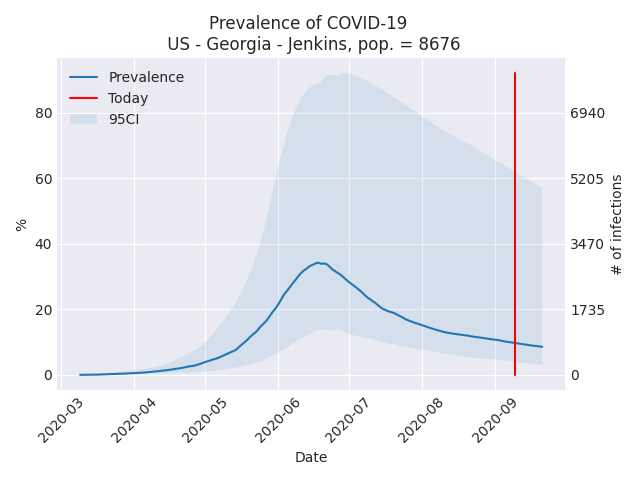 Prevalence of COVID-19
US - Georgia - Jenkins, pop. = 8676
Prevalence
Today
95CI
%
80
60
40
20
0
6940
5205
3470
1735
0
# of infections
2020-03
2020-04
2020-05
2020-06
2020-07
2020-08
2020-09
Date